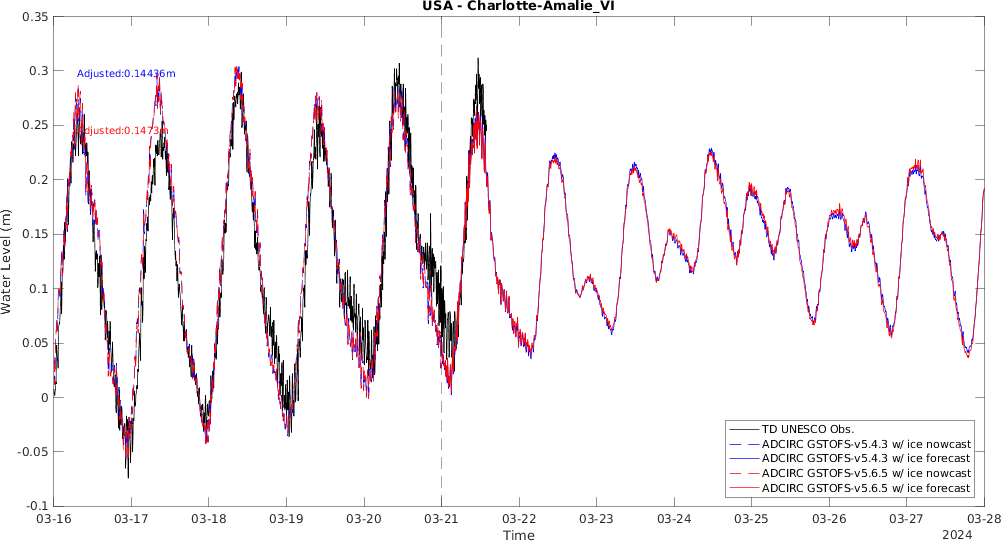 USA - Charlotte-Amalie_VI
0.35
0.3
0.25
0.2
0.15
0.1
0.05
0
-0.05
-0.1
Water Level (m)
Adjusted:0.14436m
Adjusted:0.1473m
TD UNESCO Obs.
ADCIRC GSTOFS-v5.4.3 w/ ice nowcast
ADCIRC GSTOFS-v5.4.3 w/ ice forecast
ADCIRC GSTOFS-v5.6.5 w/ ice nowcast
ADCIRC GSTOFS-v5.6.5 w/ ice forecast
03-16 03-17 03-18 03-19 03-20 03-21 03-22 03-23 03-24 03-25 03-26 03-27 03-28
Time
2024